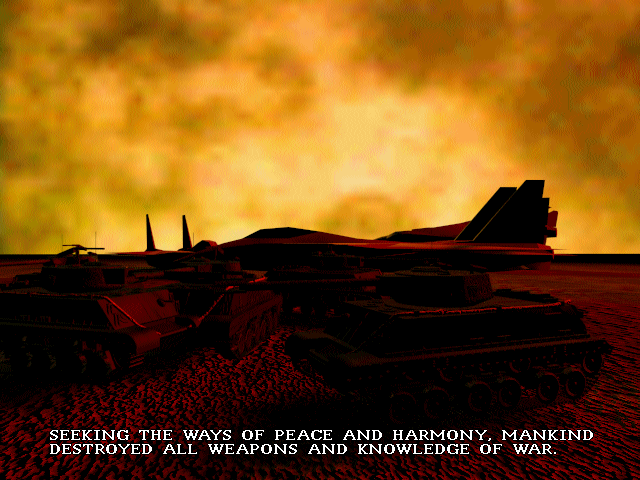 SEEKING THE WAYS OF PEACE AND HARMONY, MANKIND
DESTROYED ALL WEAPONS AND KNOWLEDGE OF WAR.